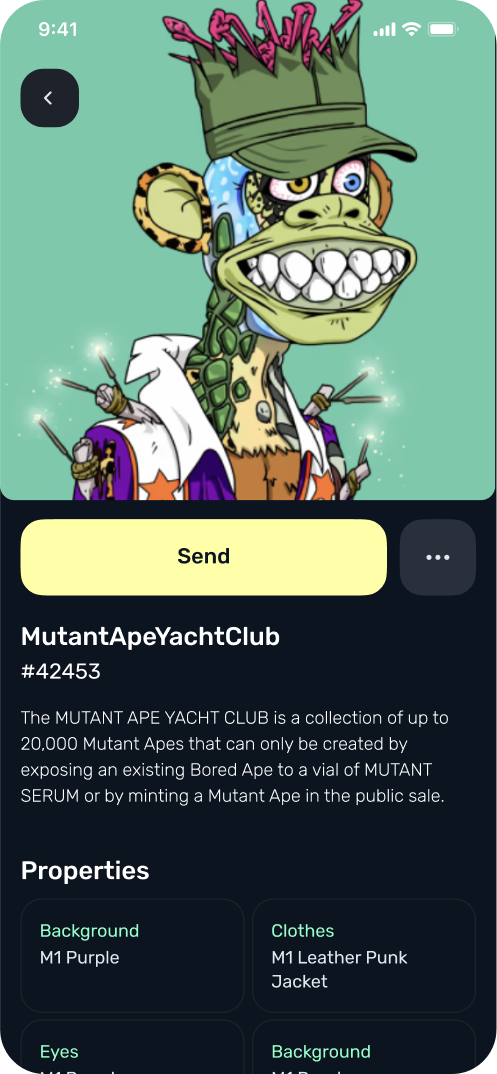 9:41
Send
MutantApeYachtClub
#42453
The MUTANT APE YACHT CLUB is a collection of up to
20,000 Mutant Apes that can only be created by
exposing an existing Bored Ape to a vial of MUTANT
SERUM or by minting a Mutant Ape in the public sale.
Properties
Background
M1 Purple
Clothes
M1 Leather Punk
Jacket
Eyes
Background